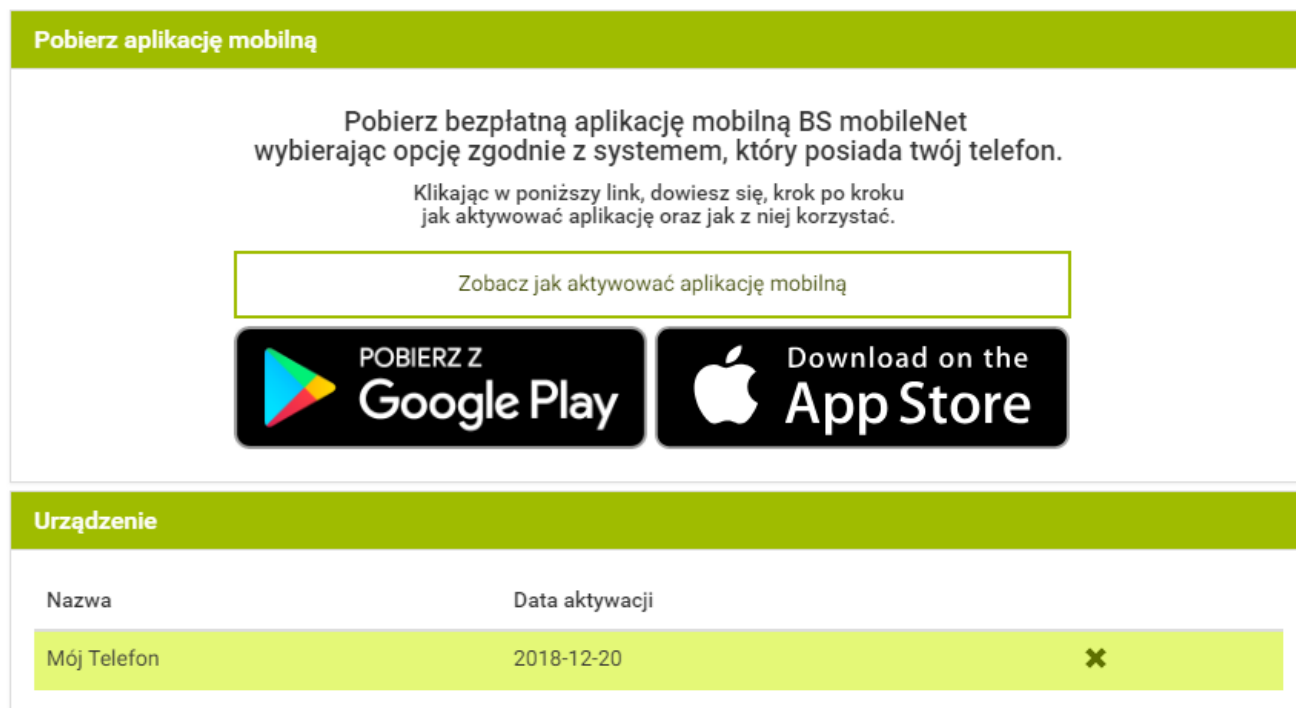 Pobierz aplikację mobilną
Pobierz bezpłatną aplikację mobilną BS mobileNet
wybierając opcję zgodnie z systemem, który posiada twój telefon.
Klikając w poniższy link, dowiesz się, krok po kroku
jak aktywować aplikację oraz jak z niej korzystać.
Zobacz jak aktywować aplikację mobilną
POBIERZ Z
Google Play
Download on the
App Store
Urządzenie
Nazwa Data aktywacji
Mój Telefon 2018-12-20